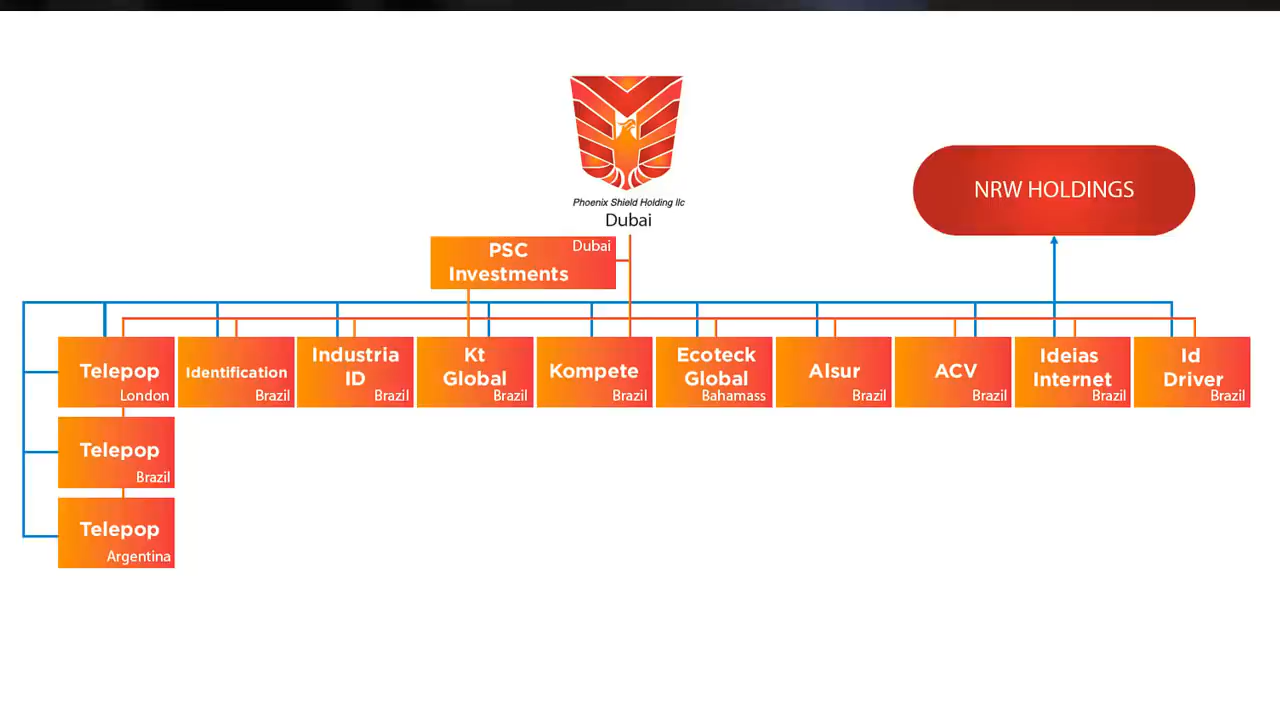 Phoenix Shield Holding llc
Dubai
NRW HOLDINGS
PSC
Investments
Dubai
Telepop
London
Identification
Brazil
Industria
ID
Brazil
Kt
Global
Brazil
Kompete
Brazil
Ecoteck
Global
Bahamass
Alsur
Brazil
ACV
Brazil
Ideias
Internet
Brazil
Id
Driver
Brazil
Telepop
Brazil
Telepop
Argentina